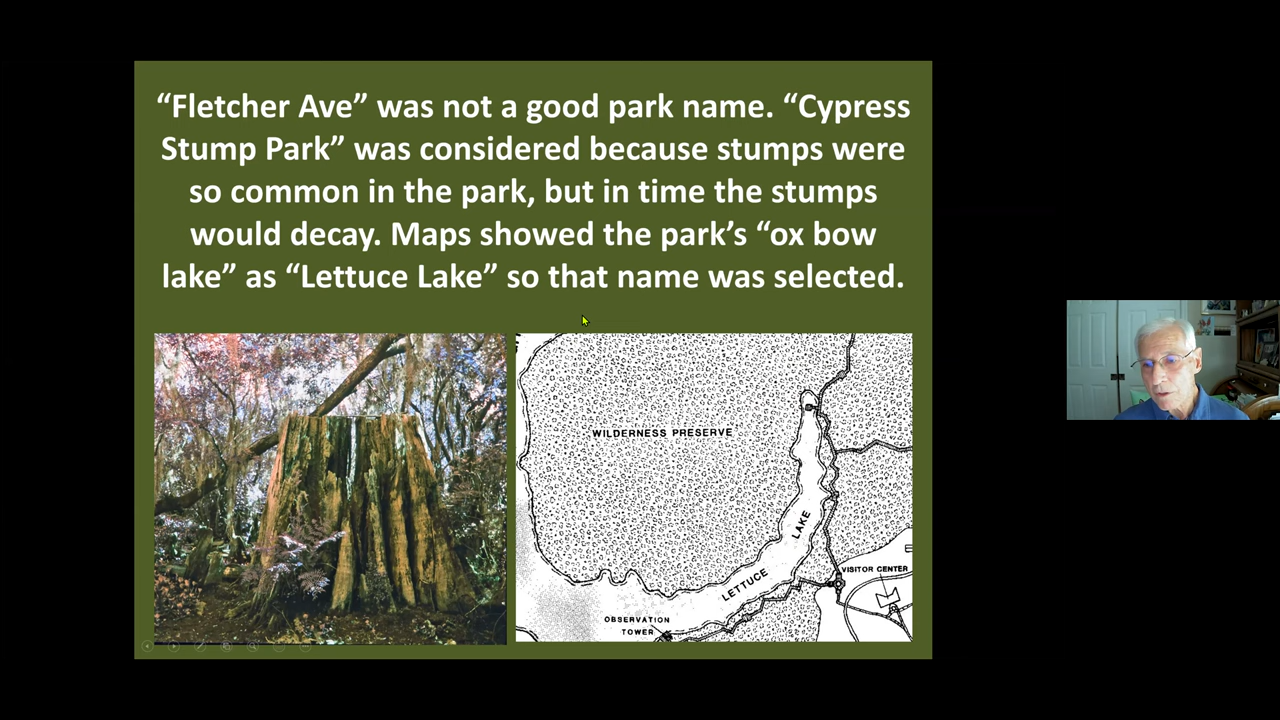 “Fletcher Ave” was not a good park name. “Cypress
Stump Park” was considered because stumps were
so common in the park, but in time the stumps
would decay. Maps showed the park’s “ox bow
lake” as “Lettuce Lake” so that name was selected.
WILDERNESS PRESERVE
LAKE
LETTUCE
VISITOR CENTER
OBSERVATION
TOWER